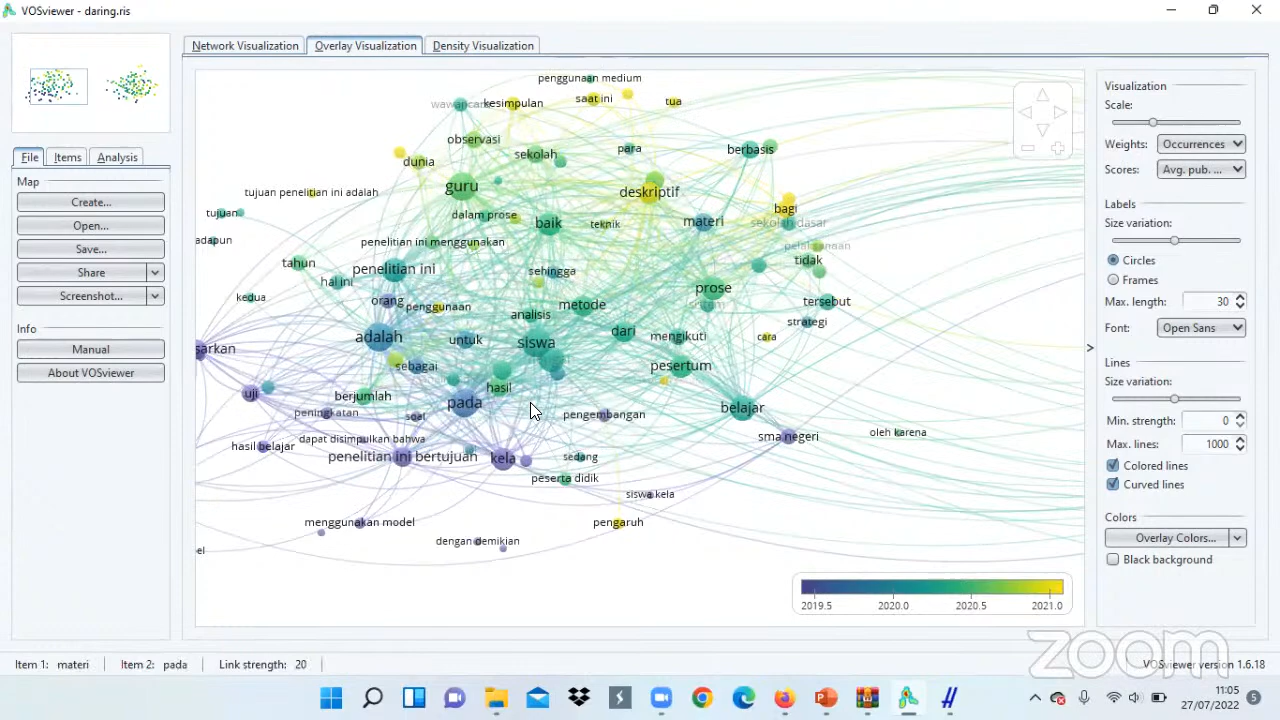 VOSviewer - daring.ris
Network Visualization
Overlay Visualization
Density Visualization
File
Items
Analysis
Map
Create...
Open...
Save...
Share
Screenshot...
Info
Manual
About VOSviewer
penggunaan medium
wawancara
kesimpulan
saat ini
tua
observasi
dunia
sekolah
para
berbasis
tujuan penelitian ini adalah
guru
deskriptif
tujuan
dalam prose
baik
teknik
materi
bagi
sekolah dasar
adapun
penelitian ini menggunakan
pelaksanaan
tahun
penelitian ini
sehingga
tidak
hal ini
kedua
orang
penggunaan
metode
prose
sistem
tersebut
analisis
strategi
sarkan
adalah
untuk
siswa
dari
mengikuti
cara
sebagai
pesertum
uji
berjumlah
hasil
peningkatan
soal
pada
pengembangan
belajar
hasil belajar
dapat disimpulkan bahwa
sma negeri
oleh karena
penelitian ini bertujuan
kela
sedang
peserta didik
siswa kela
menggunakan model
pengaruh
dengan demikian
el
2019.5
2020.0
2020.5
2021.0
Visualization
Scale:
Weights: Occurrences
Scores: Avg. pub. ...
Labels
Size variation:
Circles
Frames
Max. length: 30
Font: Open Sans
Lines
Size variation:
Min. strength: 0
Max. lines: 1000
Colored lines
Curved lines
Colors
Overlay Colors...
Black background
zoom
Item 1: materi
Item 2: pada
Link strength: 20
VOSviewer version 1.6.18
11:05
27/07/2022
5